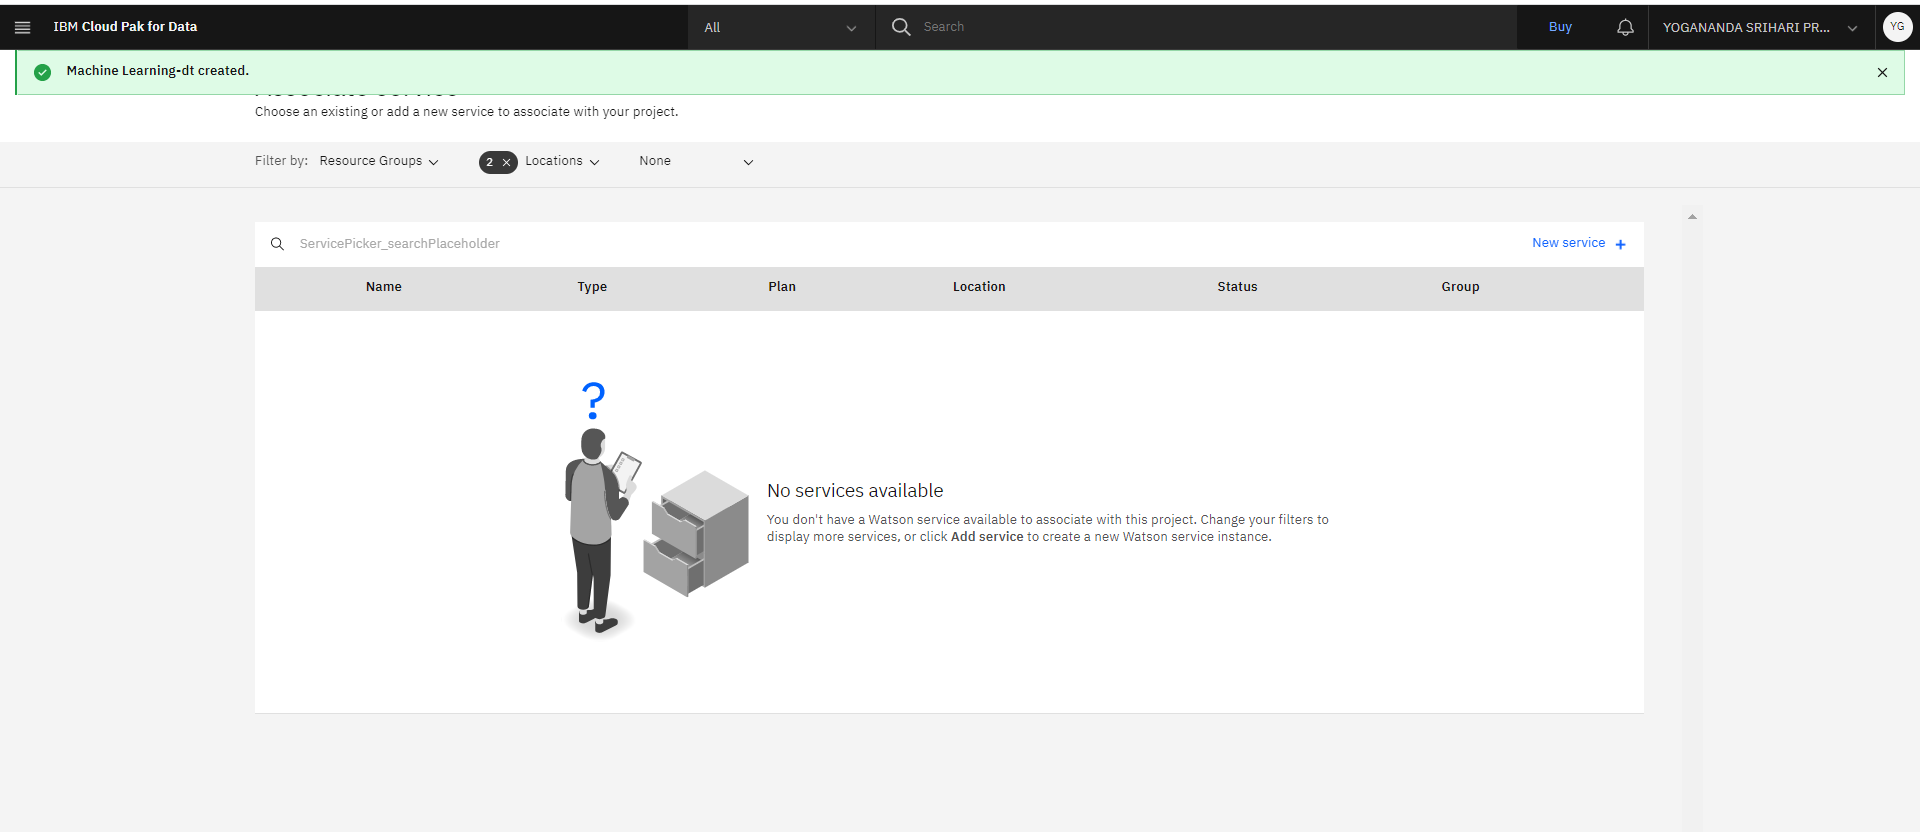 IBM Cloud Pak for Data
All
Search
Buy
YOGANANDA SRIHARI PR...
YG
Machine Learning-dt created.
Choose an existing or add a new service to associate with your project.
Filter by: Resource Groups
2 × Locations
None
ServicePicker_searchPlaceholder
New service +
Name Type Plan Location Status Group
?
No services available
You don't have a Watson service available to associate with this project. Change your filters to
display more services, or click Add service to create a new Watson service instance.